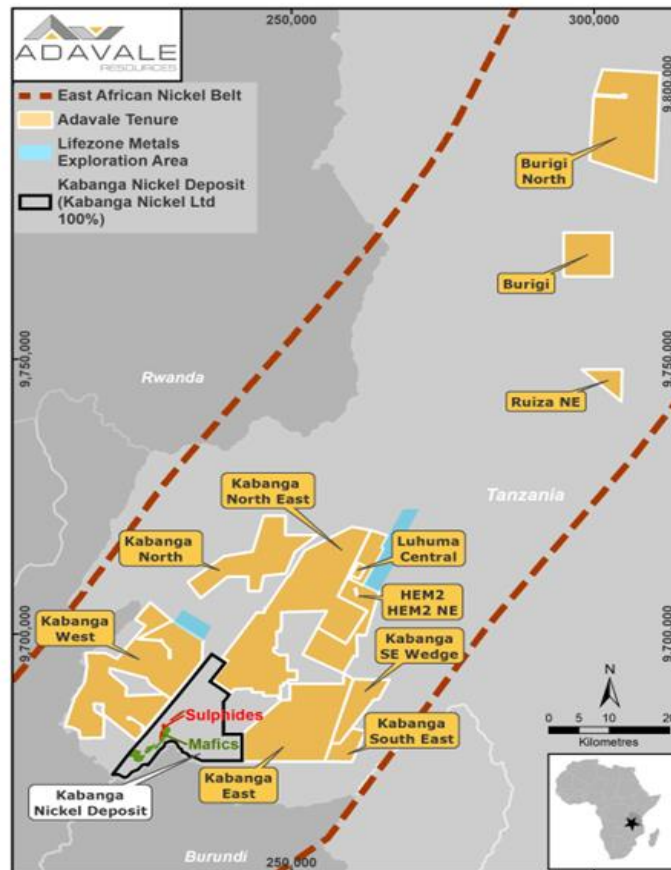 250,000
300,000
ADAVALE
RESOURCES
East African Nickel Belt
Adavale Tenure
Lifezone Metals
Exploration Area
Kabanga Nickel Deposit
(Kabanga Nickel Ltd
100%)
9,800,000
Burigi
North
Burigi
9,750,000
9,750,000
Rwanda
Ruiza NE
Tanzania
Kabanga
North East
Kabanga
North
Luhuma
Central
HEM2
HEM2 NE
Kabanga
West
Kabanga
SE Wedge
9,700,000
9,700,000
N
Sulphides
Mafics
Kabanga
South East
0 5 10 15 20
Kilometres
Kabanga
Nickel Deposit
Kabanga
East
Burundi
250,000